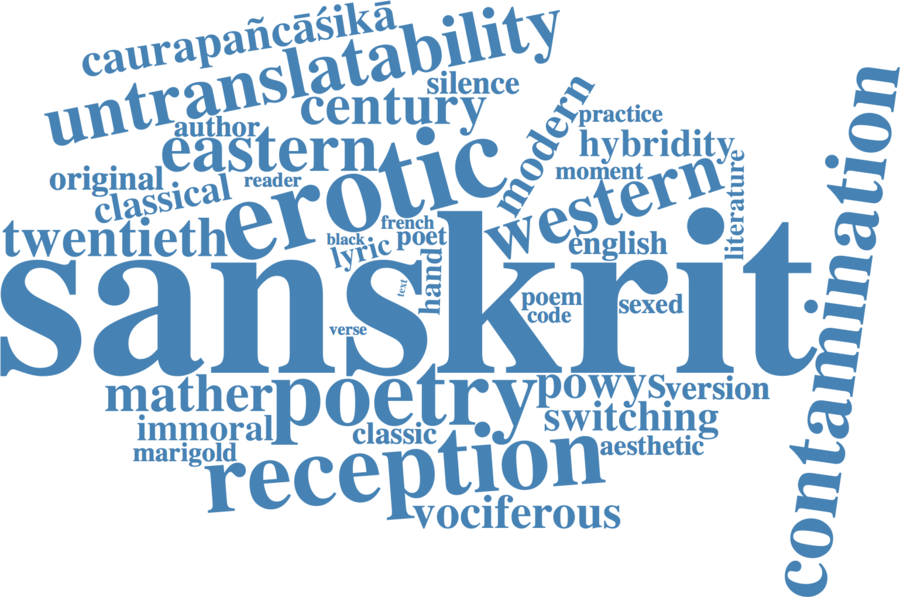 caurapañcāśikā
untranslatability
silence
century
modern
practice
author
hybridity
eastern
erotic
moment
original
reader
classical
western
literature
contamination
french
twentieth
black
poet
lyric
english
hand
text
sanskrit
poem
sexed
code
verse
mather
poetry
powys
version
immoral
switching
classic
marigold
aesthetic
reception
vociferous